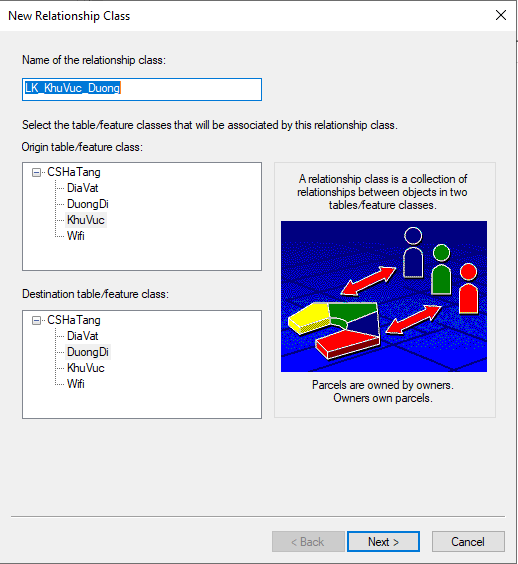 New Relationship Class
Name of the relationship class:
LK_KhuVuc_Duong
Select the table/feature classes that will be associated by this relationship class.
Origin table/feature class:
CSHaTang
DiaVat
DuongDi
KhuVuc
Wifi
A relationship class is a collection of
relationships between objects in two
tables/feature classes.
Destination table/feature class:
CSHaTang
DiaVat
DuongDi
KhuVuc
Wifi
Parcels are owned by owners.
Owners own parcels.
< Back
Next >
Cancel